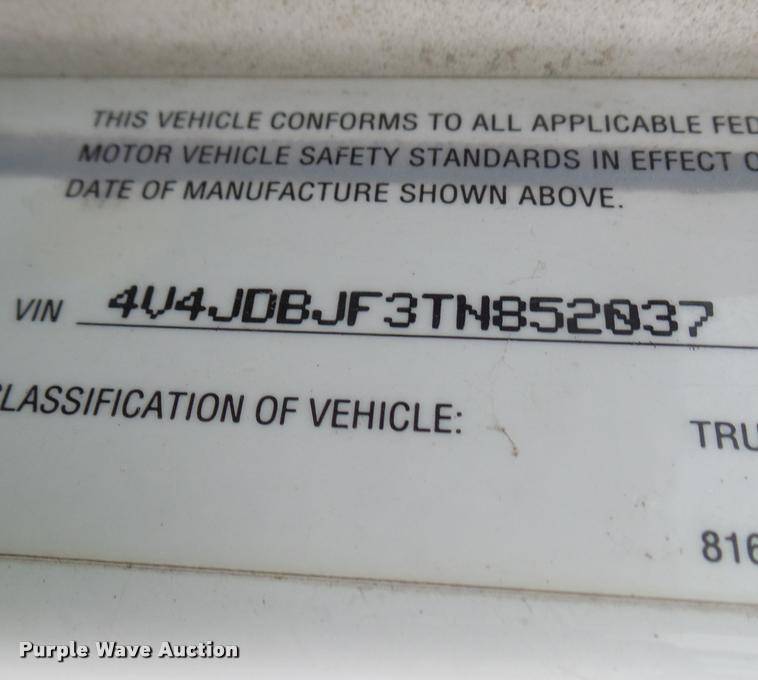 THIS VEHICLE CONFORMS TO ALL APPLICABLE FED
MOTOR VEHICLE SAFETY STANDARDS IN EFFECT O
DATE OF MANUFACTURE SHOWN ABOVE.
VIN 4V4JDBJF3TN852037
CLASSIFICATION OF VEHICLE:
TRU
816
Purple Wave Auction